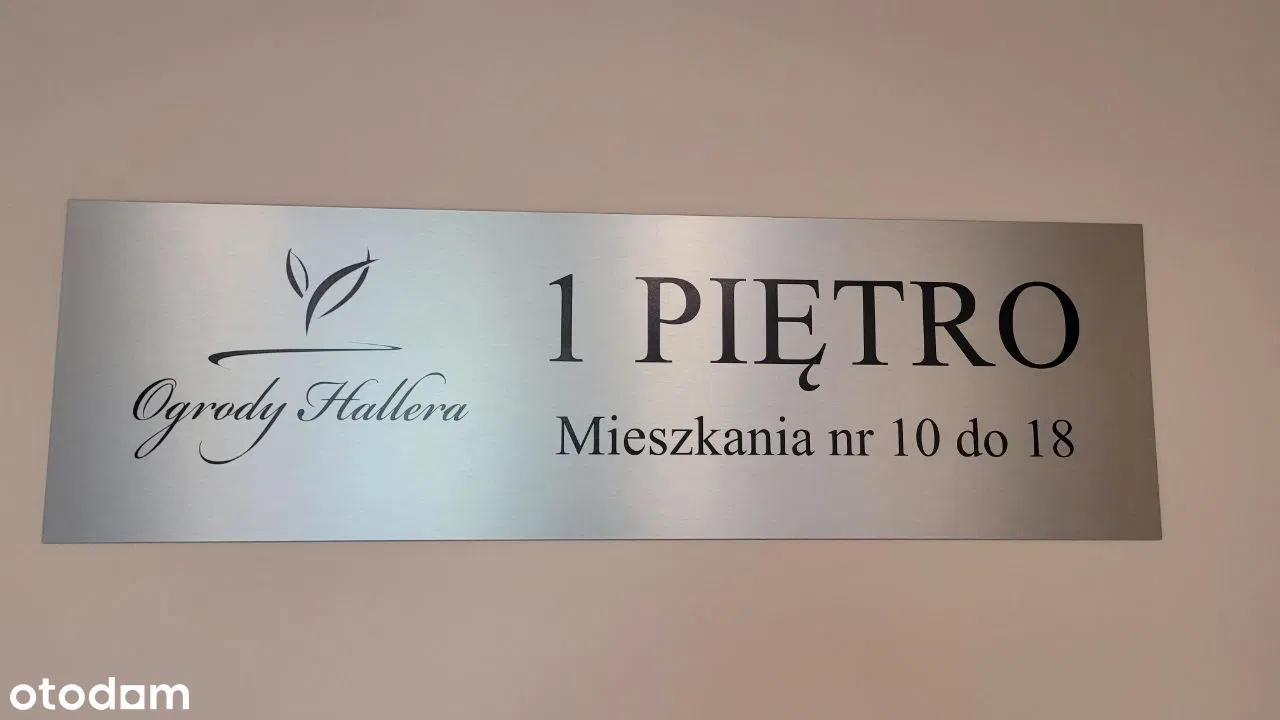 Ogrody Hallera
1 PIĘTRO
Mieszkania nr 10 do 18
otodom